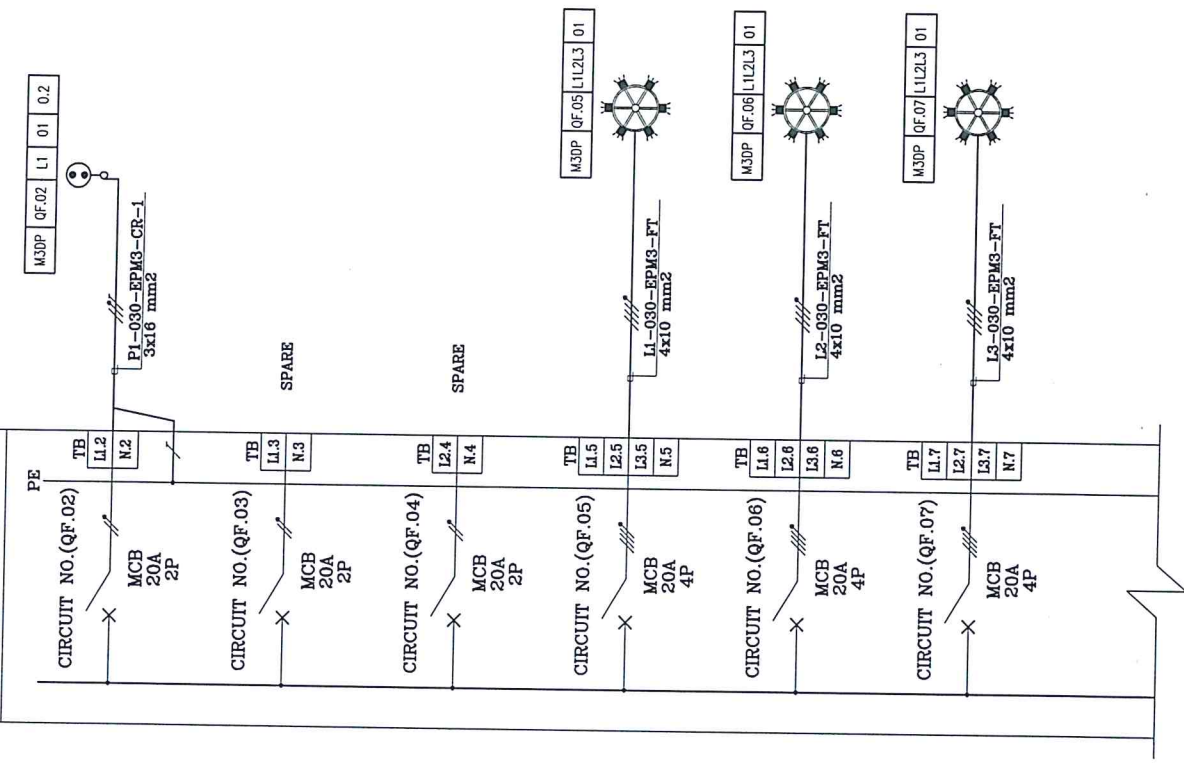 M3DP QF.02 L1 01 0.2
P1-030-EPM3-CR-1
3x16 mm2
PE
TB
L1.2
N.2
CIRCUIT NO.(QF.02)
MCB
20A
2P
SPARE
TB
L1.3
N.3
CIRCUIT NO.(QF.03)
MCB
20A
2P
SPARE
TB
L2.4
N.4
CIRCUIT NO.(QF.04)
MCB
20A
2P
M3DP QF.05 L1L2L3 01
L1-030-EPM3-FT
4x10 mm2
TB
L1.5
L2.5
L3.5
N.5
CIRCUIT NO.(QF.05)
MCB
20A
4P
M3DP QF.06 L1L2L3 01
L2-030-EPM3-FT
4x10 mm2
TB
L1.6
L2.6
L3.6
N.6
CIRCUIT NO.(QF.06)
MCB
20A
4P
M3DP QF.07 L1L2L3 01
L3-030-EPM3-FT
4x10 mm2
TB
L1.7
L2.7
L3.7
N.7
CIRCUIT NO.(QF.07)
MCB
20A
4P